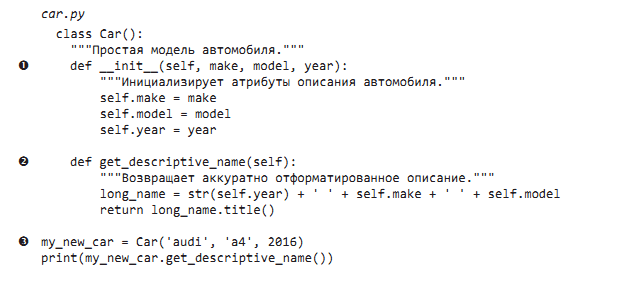 car.py
class Car():
"""Простая модель автомобиля."""
❶ def __init__(self, make, model, year):
"""Инициализирует атрибуты описания автомобиля."""
self.make = make
self.model = model
self.year = year
❷ def get_descriptive_name(self):
"""Возвращает аккуратно отформатированное описание."""
long_name = str(self.year) + ' ' + self.make + ' ' + self.model
return long_name.title()
❸ my_new_car = Car('audi', 'a4', 2016)
print(my_new_car.get_descriptive_name())